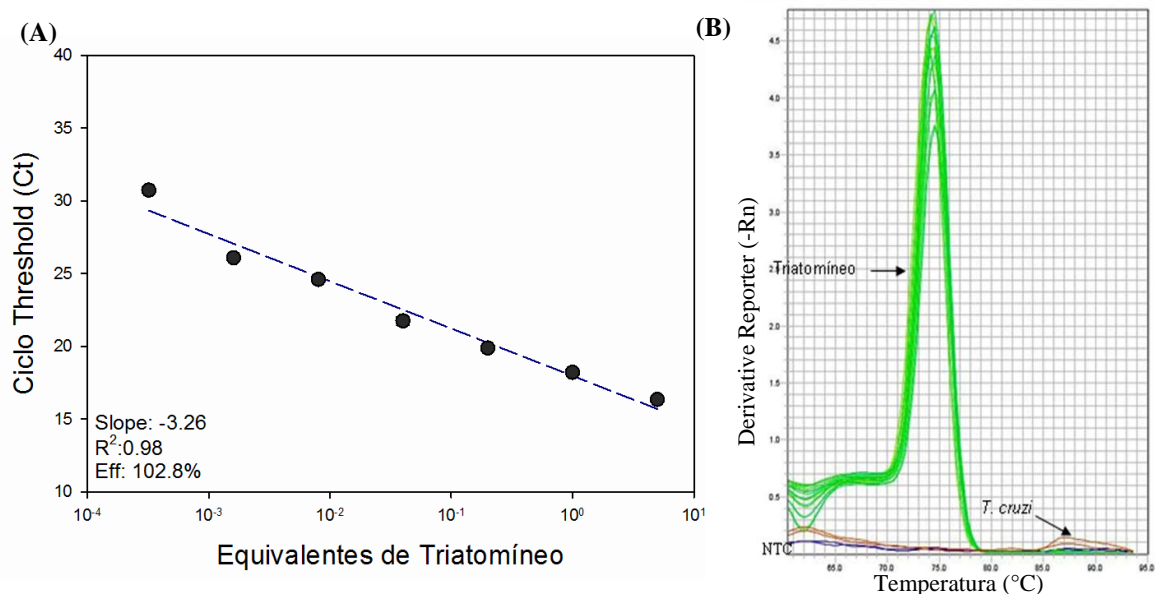 (A)
40
35
30
25
20
15
10
Ciclo Threshold (Ct)
Slope: -3.26
R²:0.98
Eff: 102.8%
10⁻⁴
10⁻³
10⁻²
10⁻¹
10⁰
10¹
Equivalentes de Triatomíneo
(B)
4.5
4.0
3.5
3.0
2.5
2.0
1.5
1.0
0.5
Derivative Reporter (-Rn)
Triatomíneo
T. cruzi
NTC
65.0
70.0
75.0
80.0
85.0
90.0
95.0
Temperatura (°C)